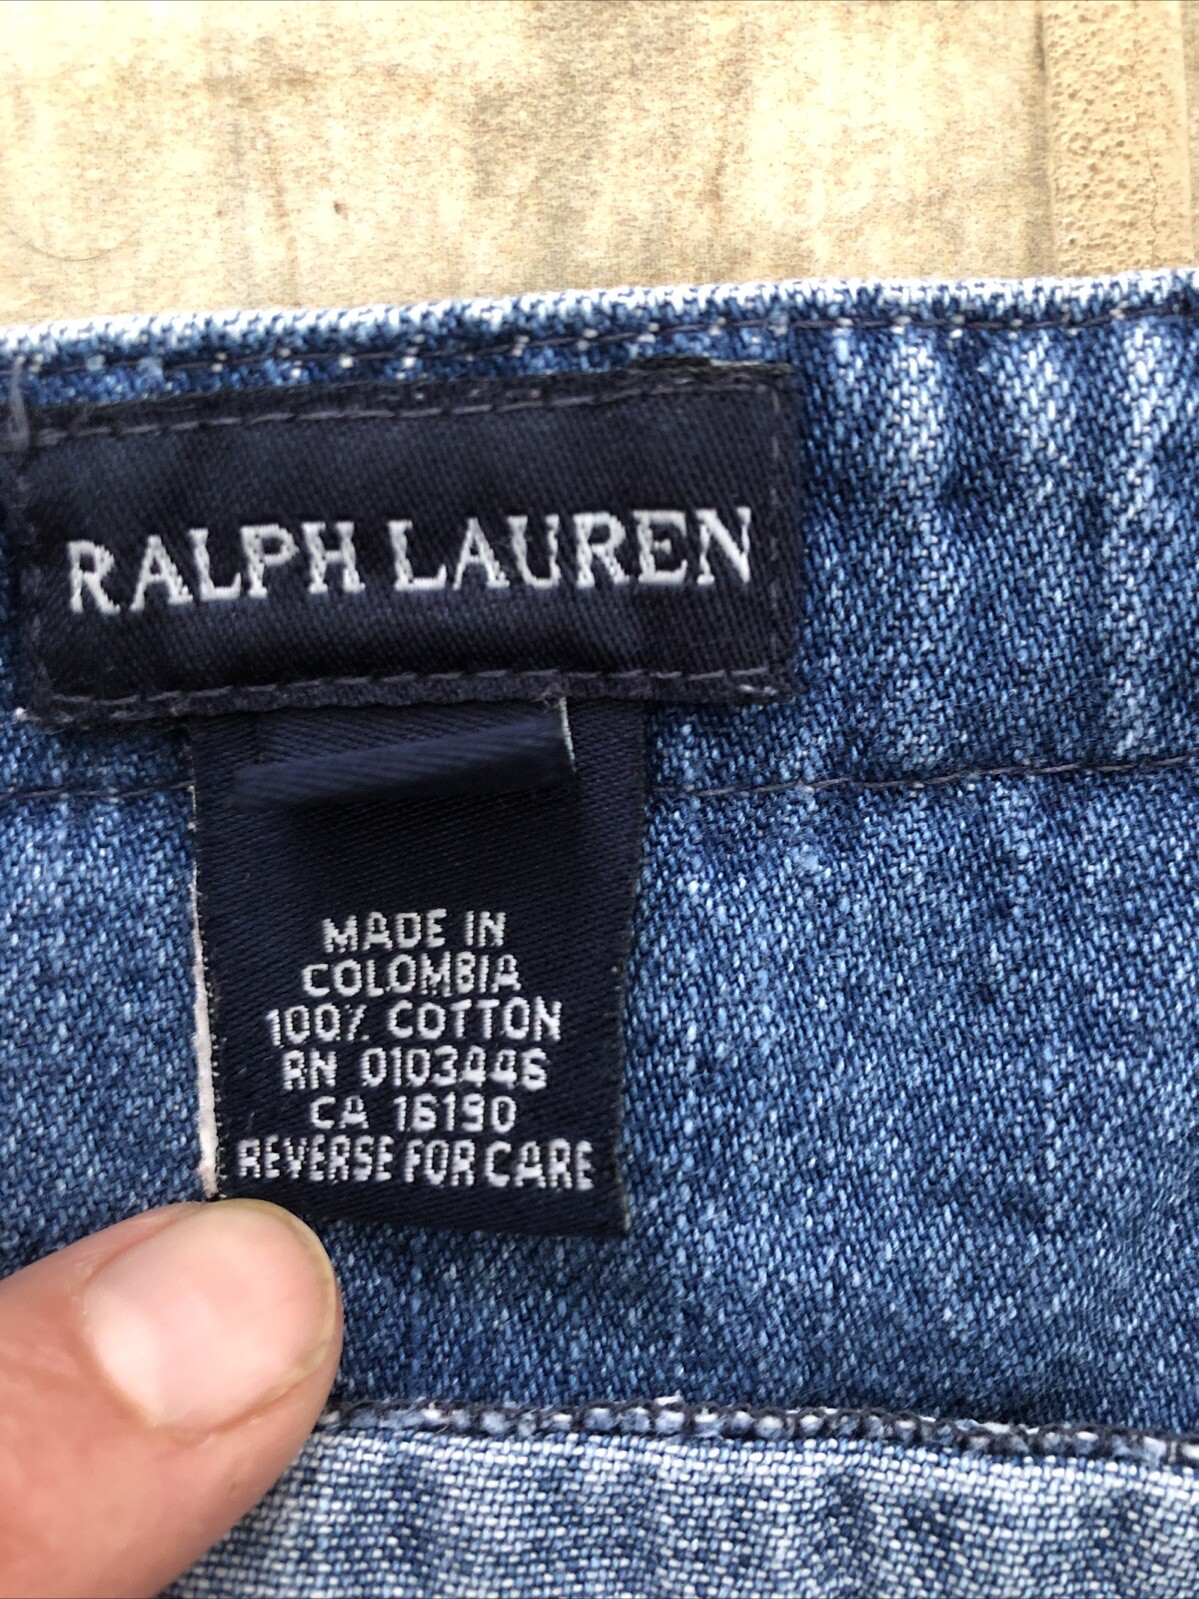 RALPH LAUREN
MADE IN
COLOMBIA
100% COTTON
RN 0103446
CA 16190
REVERSE FOR CARE